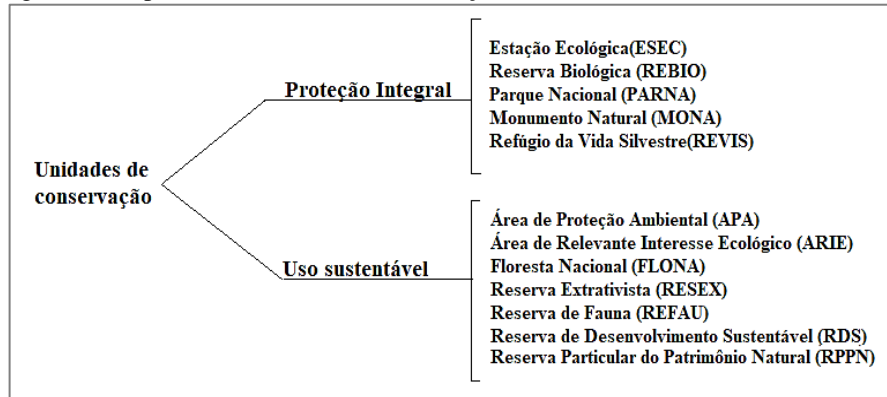 Unidades de
conservação
Proteção Integral
Estação Ecológica(ESEC)
Reserva Biológica (REBIO)
Parque Nacional (PARNA)
Monumento Natural (MONA)
Refúgio da Vida Silvestre(REVIS)
Uso sustentável
Área de Proteção Ambiental (APA)
Área de Relevante Interesse Ecológico (ARIE)
Floresta Nacional (FLONA)
Reserva Extrativista (RESEX)
Reserva de Fauna (REFAU)
Reserva de Desenvolvimento Sustentável (RDS)
Reserva Particular do Patrimônio Natural (RPPN)